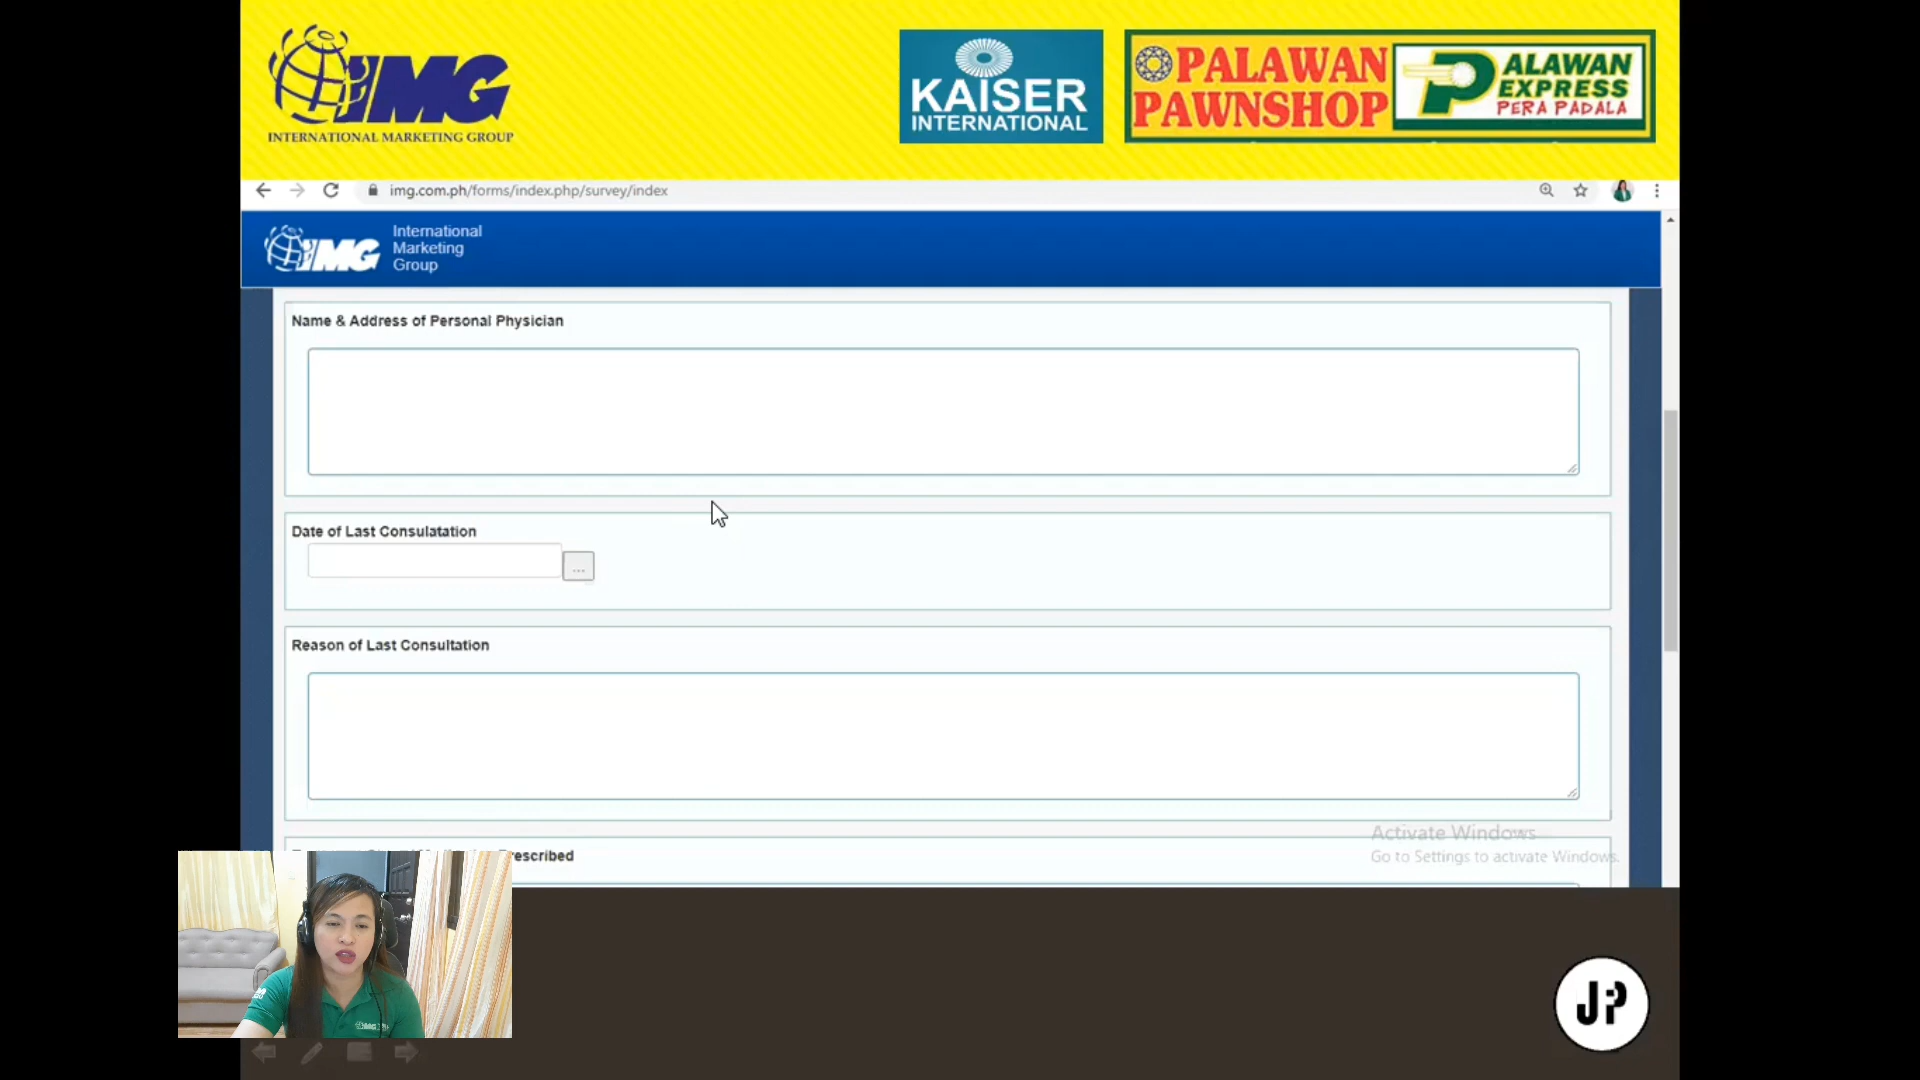 IMG
INTERNATIONAL MARKETING GROUP
KAISER
INTERNATIONAL
PALAWAN
PAWNSHOP
PALAWAN
EXPRESS
PERA PADALA
img.com.ph/forms/index.php/survey/index
IMG
International
Marketing
Group
Name & Address of Personal Physician
Date of Last Consulatation
...
Reason of Last Consultation
Activate Windows
Go to Settings to activate Windows.
JP